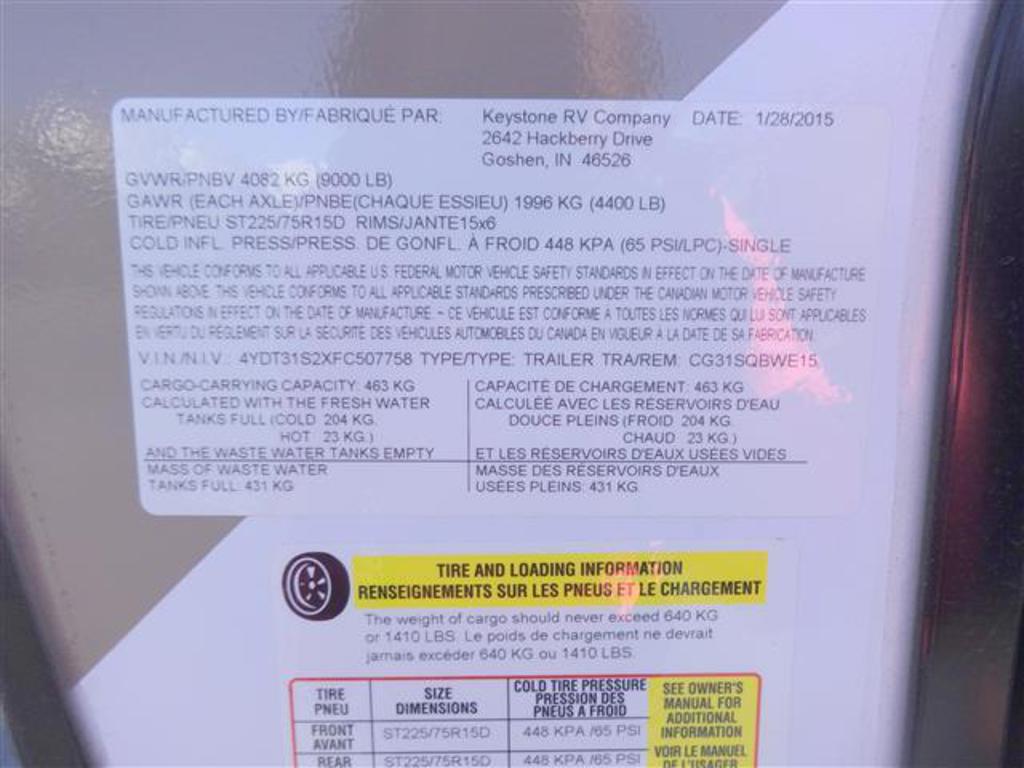 MANUFACTURED BY/FABRIQUÉ PAR: Keystone RV Company DATE: 1/28/2015
2642 Hackberry Drive
Goshen, IN 46526
GVWR/PNBV 4082 KG (9000 LB)
GAWR (EACH AXLE)/PNBE(CHAQUE ESSIEU) 1996 KG (4400 LB)
TIRE/PNEU ST225/75R15D RIMS/JANTE15x6
COLD INFL. PRESS/PRESS. DE GONFL. À FROID 448 KPA (65 PSI/LPC)-SINGLE
THIS VEHICLE CONFORMS TO ALL APPLICABLE U.S. FEDERAL MOTOR VEHICLE SAFETY STANDARDS IN EFFECT ON THE DATE OF MANUFACTURE
SHOWN ABOVE. THIS VEHICLE CONFORMS TO ALL APPLICABLE STANDARDS PRESCRIBED UNDER THE CANADIAN MOTOR VEHICLE SAFETY
REGULATIONS IN EFFECT ON THE DATE OF MANUFACTURE. - CE VEHICULE EST CONFORME A TOUTES LES NORMES QUI LUI SONT APPLICABLES
EN VERTU DU REGLEMENT SUR LA SECURITE DES VEHICULES AUTOMOBILES DU CANADA EN VIGUEUR A LA DATE DE SA FABRICATION.
V.I.N./N.I.V.: 4YDT31S2XFC507758 TYPE/TYPE: TRAILER TRA/REM: CG31SQBWE15
CARGO-CARRYING CAPACITY: 463 KG
CALCULATED WITH THE FRESH WATER
TANKS FULL (COLD 204 KG.
HOT 23 KG.)
AND THE WASTE WATER TANKS EMPTY
MASS OF WASTE WATER
TANKS FULL: 431 KG
CAPACITÉ DE CHARGEMENT: 463 KG
CALCULÉE AVEC LES RÉSERVOIRS D'EAU
DOUCE PLEINS (FROID 204 KG.
CHAUD 23 KG.)
ET LES RÉSERVOIRS D'EAUX USÉES VIDES
MASSE DES RÉSERVOIRS D'EAUX
USÉES PLEINS: 431 KG.
TIRE AND LOADING INFORMATION
RENSEIGNEMENTS SUR LES PNEUS ET LE CHARGEMENT
The weight of cargo should never exceed 640 KG
or 1410 LBS. Le poids de chargement ne devrait
jamais excéder 640 KG ou 1410 LBS.
TIRE
PNEU
SIZE
DIMENSIONS
COLD TIRE PRESSURE
PRESSION DES
PNEUS A FROID
FRONT
AVANT
ST225/75R15D
448 KPA /65 PSI
REAR
ST225/75R15D
448 KPA /65 PSI
SEE OWNER'S
MANUAL FOR
ADDITIONAL
INFORMATION
VOIR LE MANUEL
DE L'USAGER